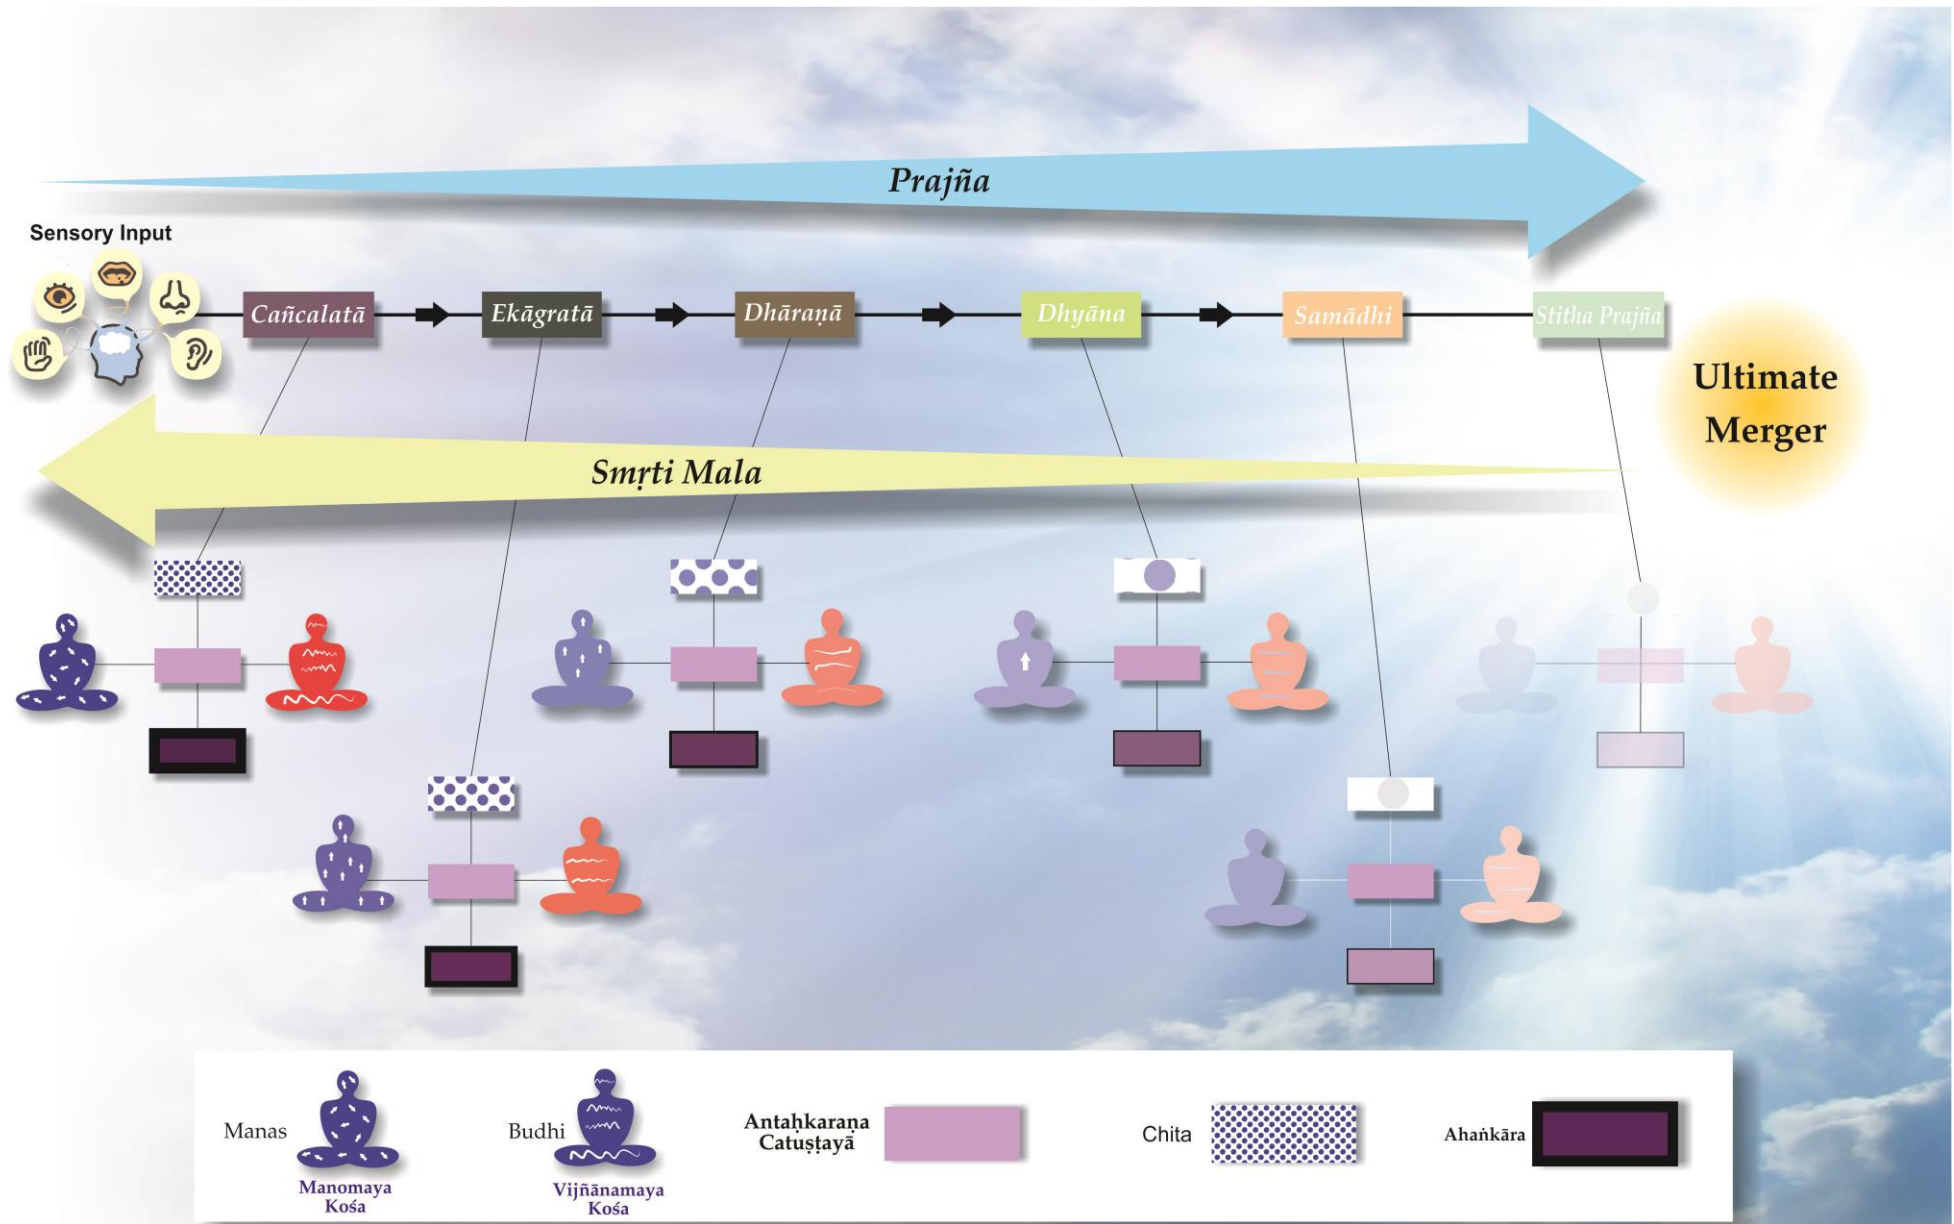 Prajña
Sensory Input
Cañcalatā
Ekāgratā
Dhāraṇā
Dhyāna
Samādhi
Stitha Prajña
Ultimate
Merger
Smṛti Mala
Manas
Manomaya
Kośa
Budhi
Vijñānamaya
Kośa
Antaḥkaraṇa
Catuṣṭayā
Chita
Ahaṅkāra